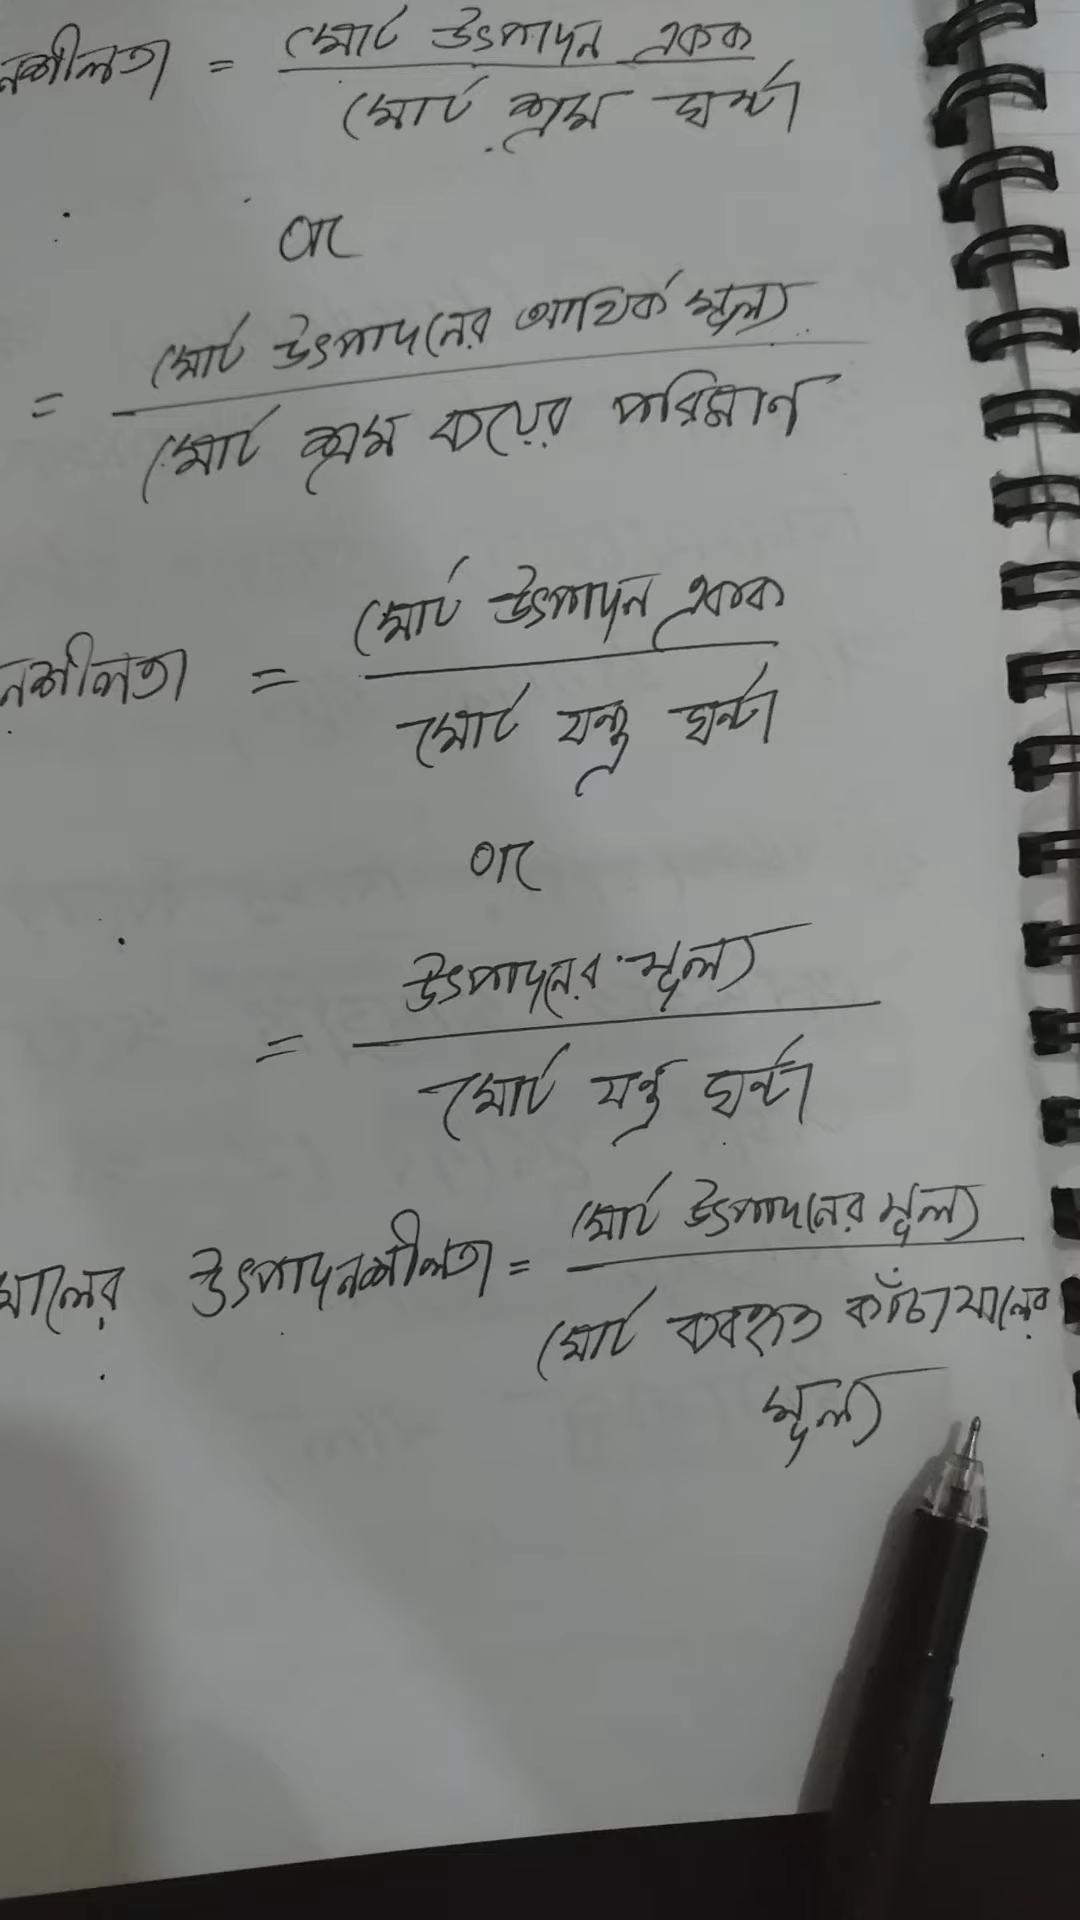 নশীলতা = মোট উৎপাদন একক
মোট শ্রম ঘন্টা
or
= মোট উৎপাদনের আর্থিক মূল্য
মোট শ্রম ব্যয়ের পরিমাণ
নশীলতা = মোট উৎপাদন একক
মোট যন্ত্র ঘন্টা
or
= উৎপাদনের মূল্য
মোট যন্ত্র ঘন্টা
মালের উৎপাদনশীলতা = মোট উৎপাদনের মূল্য
মোট ব্যবহৃত কাঁচামালের
মূল্য